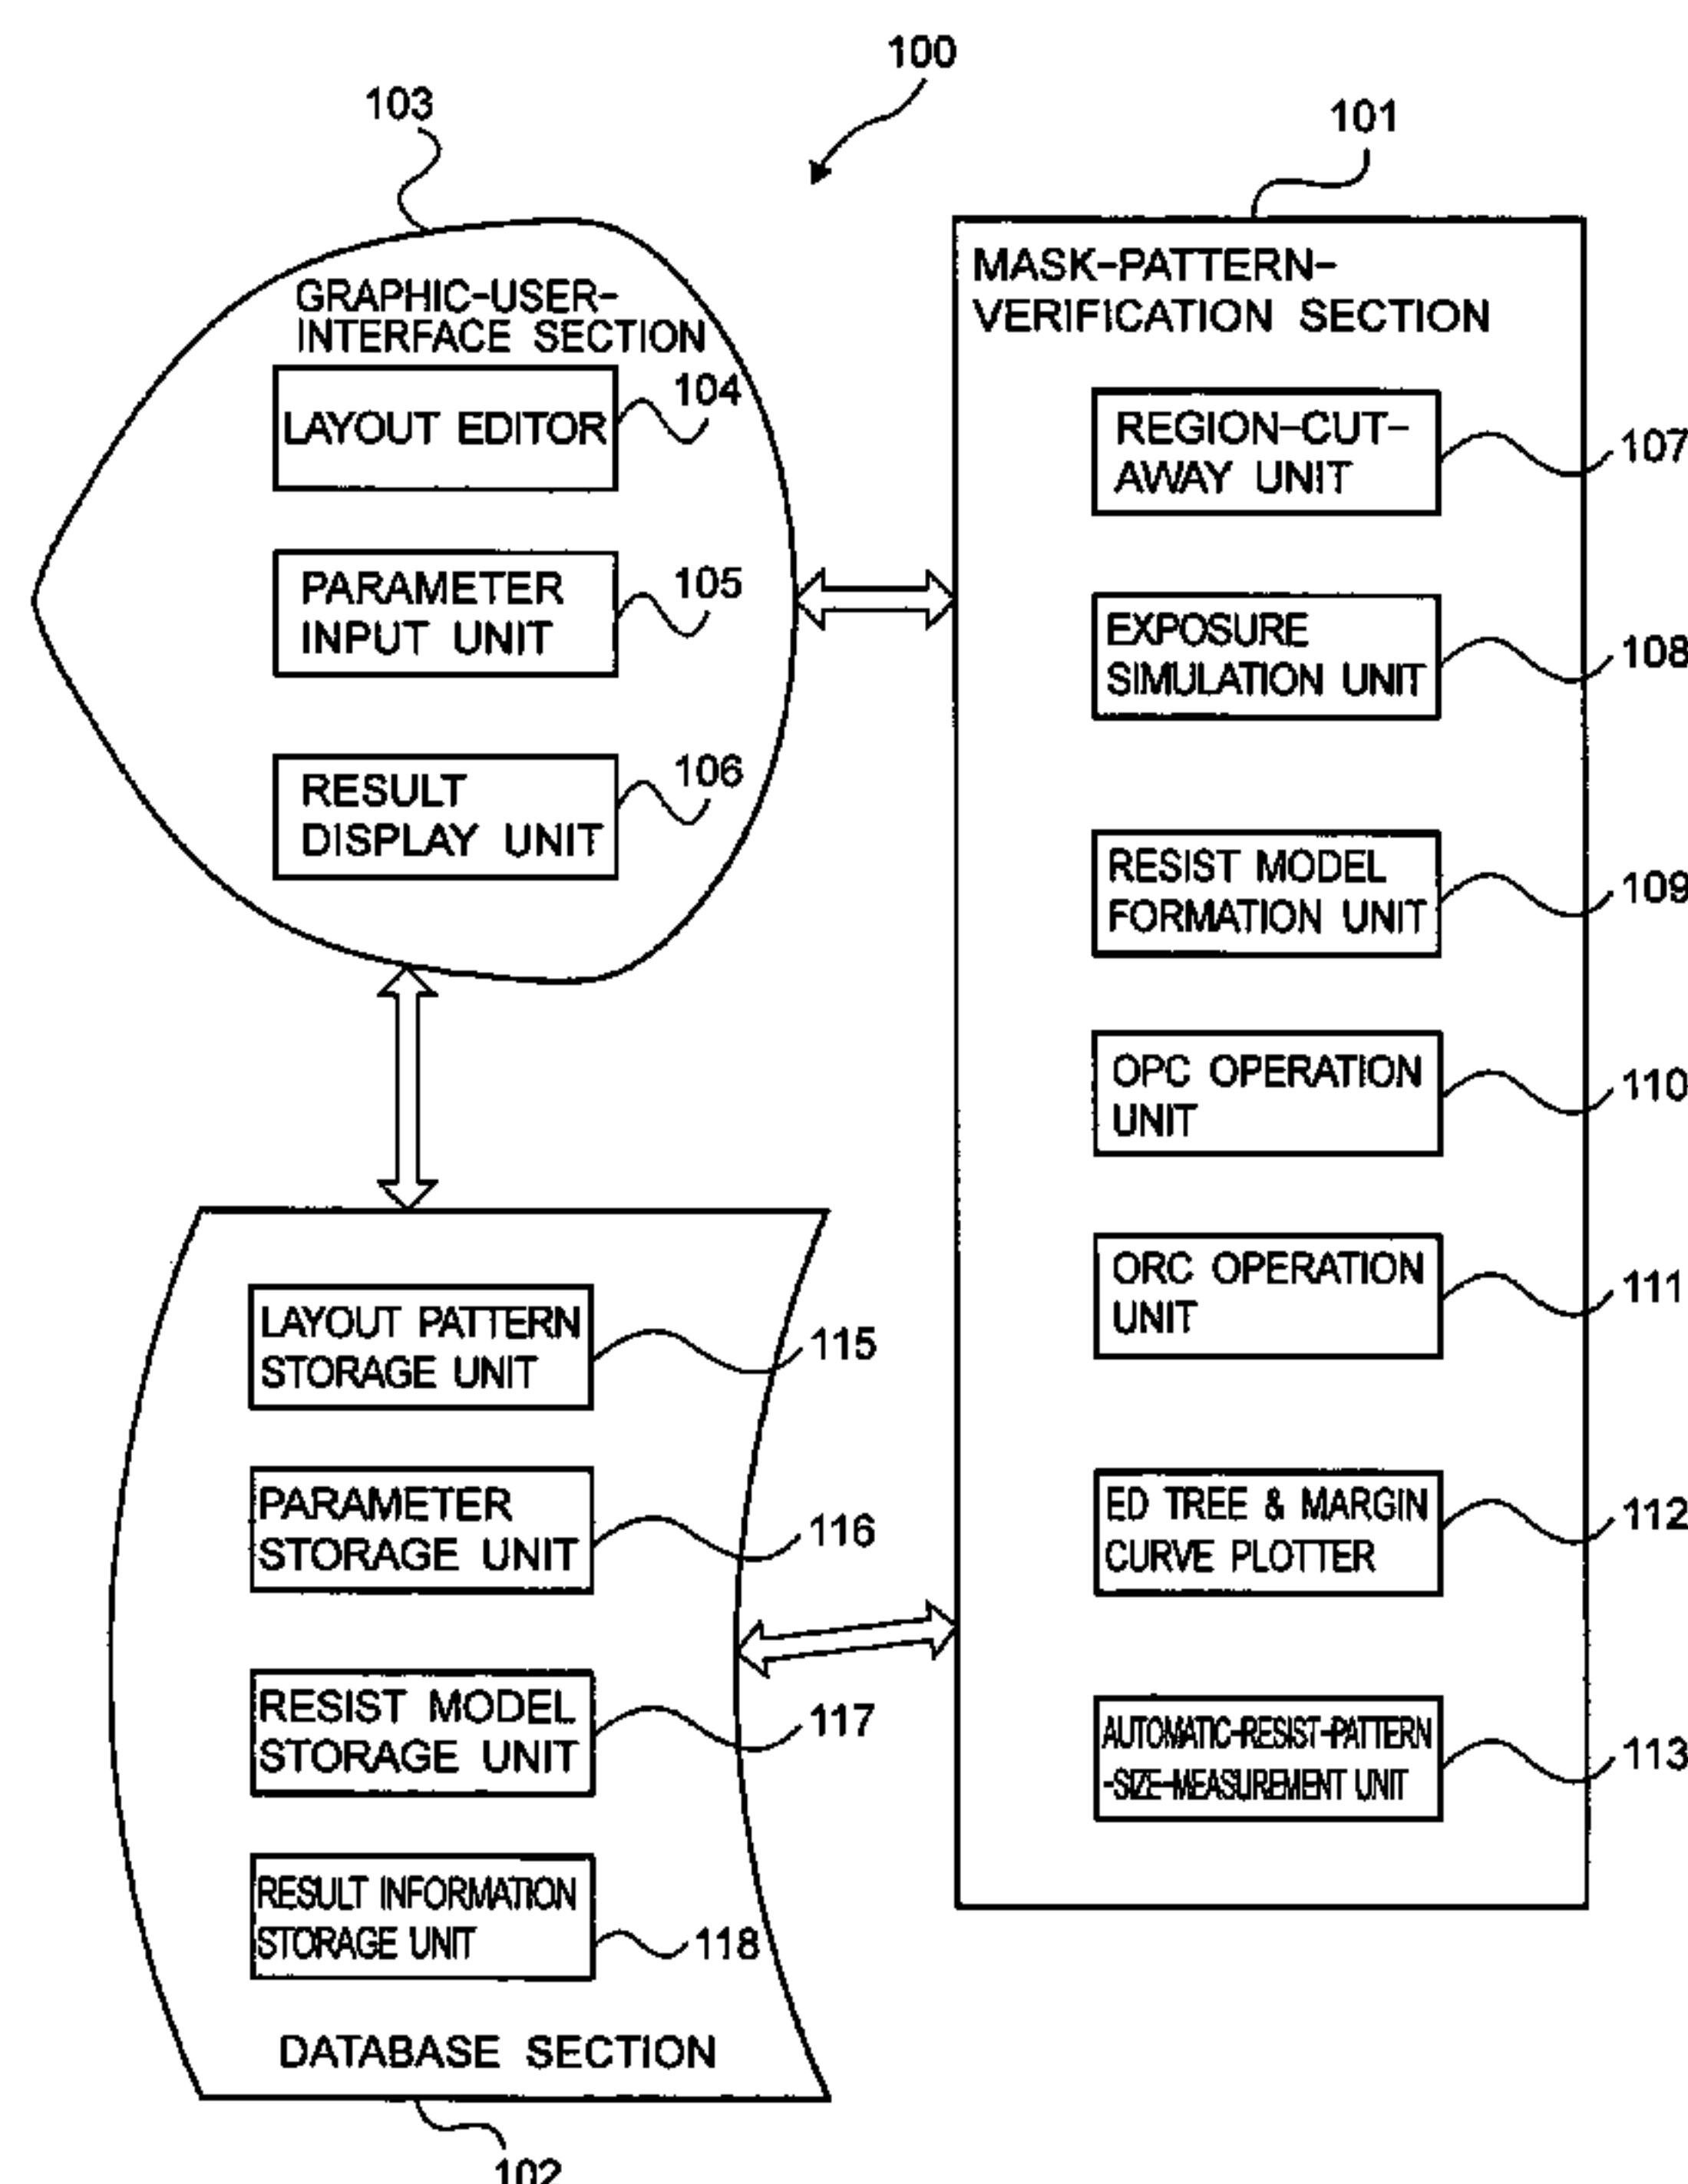 100
103
101
GRAPHIC-USER-
INTERFACE SECTION
LAYOUT EDITOR
104
PARAMETER
INPUT UNIT
105
RESULT
DISPLAY UNIT
106
MASK-PATTERN-
VERIFICATION SECTION
REGION-CUT-
AWAY UNIT
107
EXPOSURE
SIMULATION UNIT
108
RESIST MODEL
FORMATION UNIT
109
OPC OPERATION
UNIT
110
ORC OPERATION
UNIT
111
ED TREE & MARGIN
CURVE PLOTTER
112
AUTOMATIC-RESIST-PATTERN
-SIZE-MEASUREMENT UNIT
113
LAYOUT PATTERN
STORAGE UNIT
115
PARAMETER
STORAGE UNIT
116
RESIST MODEL
STORAGE UNIT
117
RESULT INFORMATION
STORAGE UNIT
118
DATABASE SECTION
102